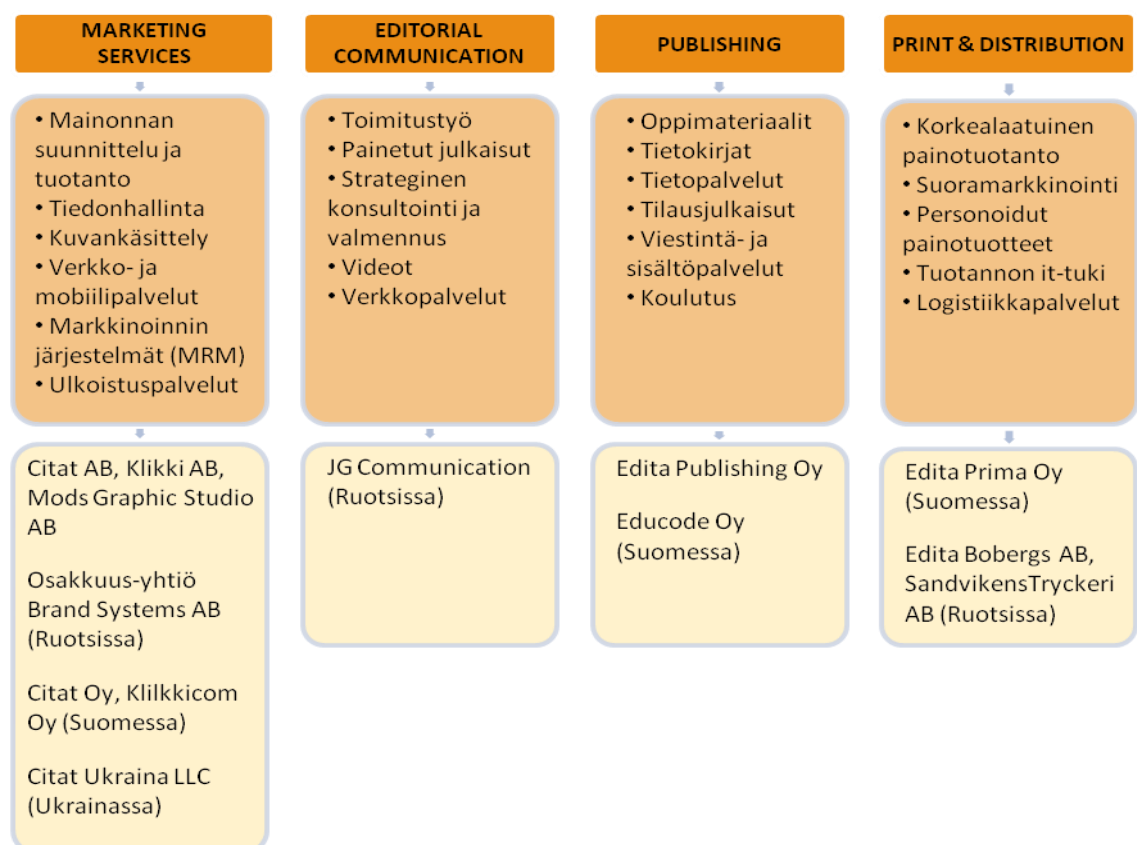 MARKETING
SERVICES
• Mainonnan
suunnittelu ja
tuotanto
• Tiedonhallinta
• Kuvankäsittely
• Verkko- ja
mobiilipalvelut
• Markkinoinnin
järjestelmät (MRM)
• Ulkoistuspalvelut
Citat AB, Klikki AB,
Mods Graphic Studio
AB
Osakkuus-yhtiö
Brand Systems AB
(Ruotsissa)
Citat Oy, Klilkkicom
Oy (Suomessa)
Citat Ukraina LLC
(Ukrainassa)
EDITORIAL
COMMUNICATION
• Toimitustyö
• Painetut julkaisut
• Strateginen
konsultointi ja
valmennus
• Videot
• Verkkopalvelut
JG Communication
(Ruotsissa)
PUBLISHING
• Oppimateriaalit
• Tietokirjat
• Tietopalvelut
• Tilausjulkaisut
• Viestintä- ja
sisältöpalvelut
• Koulutus
Edita Publishing Oy
Educode Oy
(Suomessa)
PRINT & DISTRIBUTION
• Korkealaatuinen
painotuotanto
• Suoramarkkinointi
• Personoidut
painotuotteet
• Tuotannon it-tuki
• Logistiikkapalvelut
Edita Prima Oy
(Suomessa)
Edita Bobergs AB,
SandvikensTryckeri
AB (Ruotsissa)